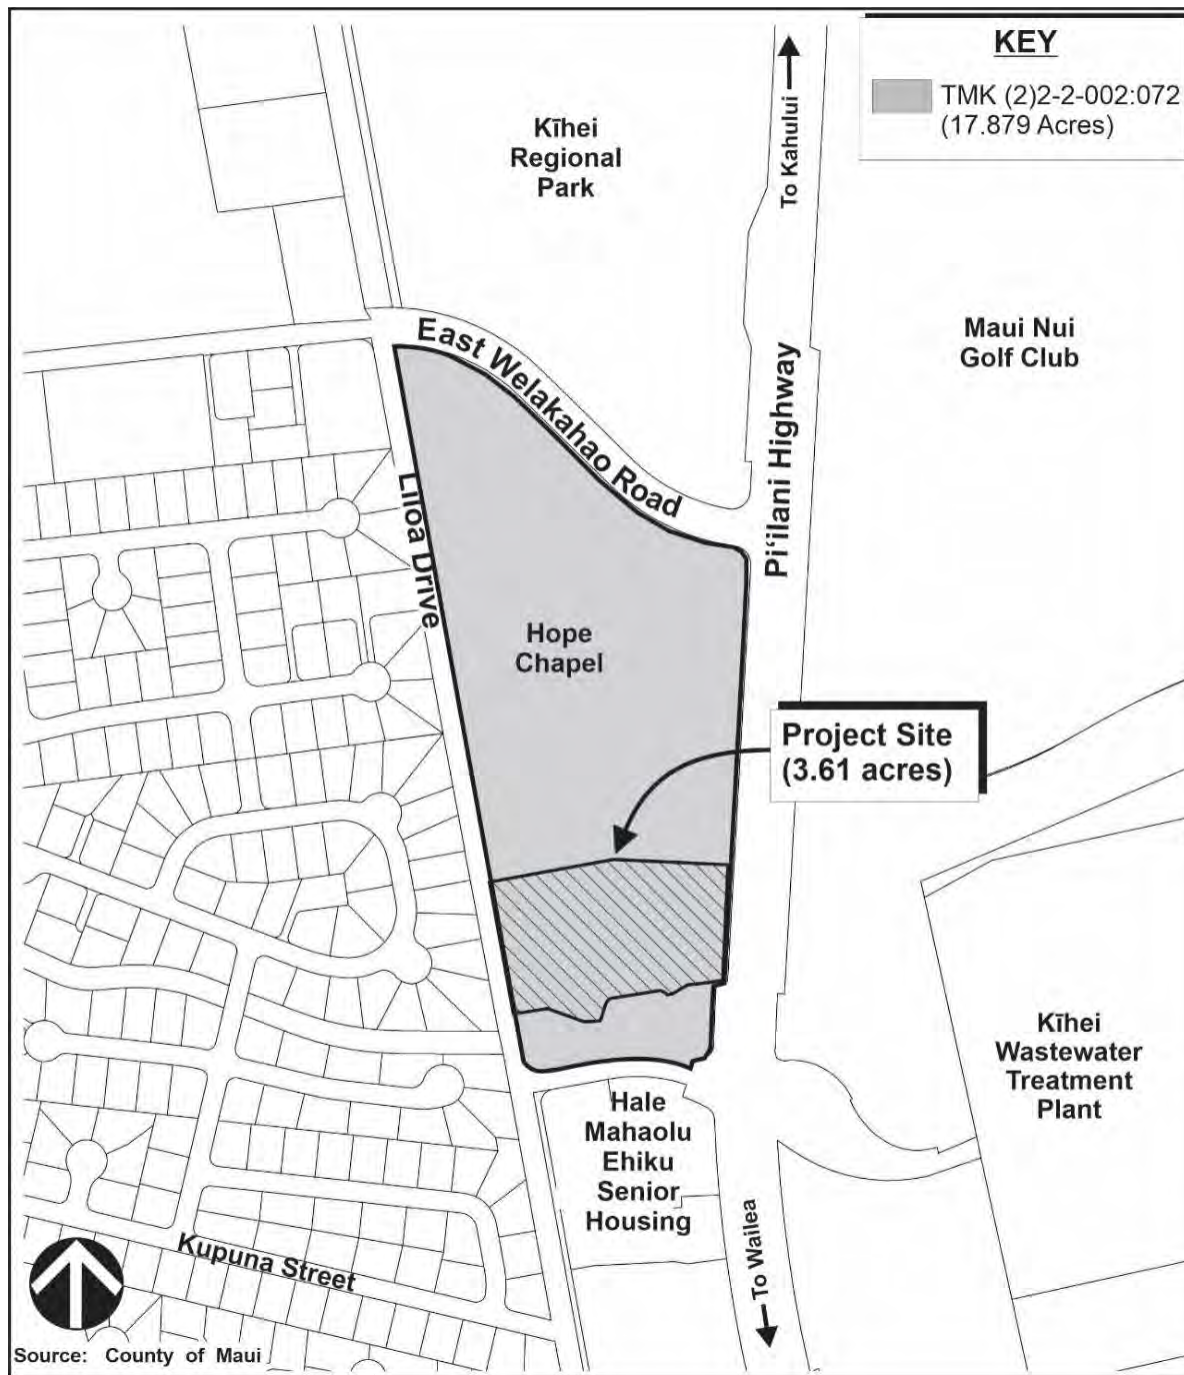 KEY
TMK (2)2-2-002:072
(17.879 Acres)
Kīhei
Regional
Park
To Kahului
Maui Nui
Golf Club
East Welakahao Road
Pi‘ilani Highway
Liloa Drive
Hope
Chapel
Project Site
(3.61 acres)
Kīhei
Wastewater
Treatment
Plant
Hale
Mahaolu
Ehiku
Senior
Housing
To Wailea
Kupuna Street
Source: County of Maui